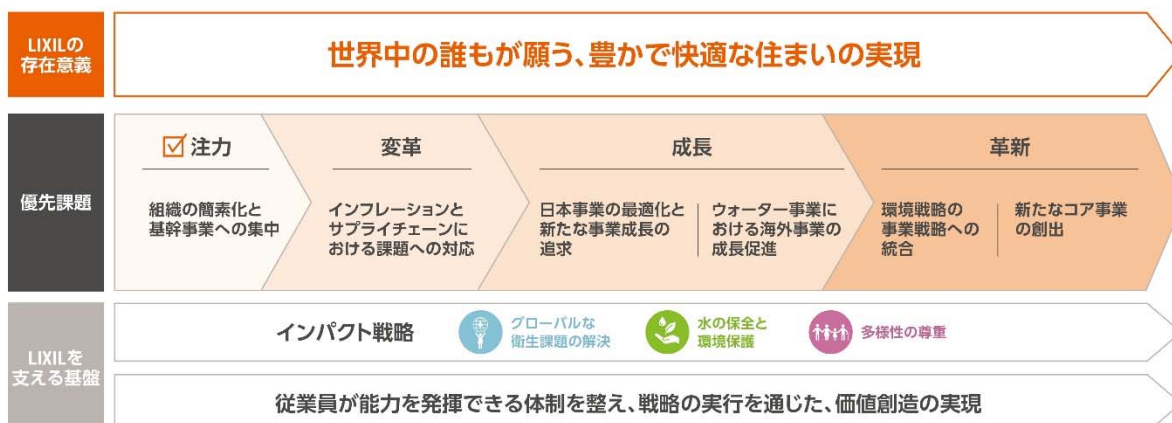 LIXILの
存在意義
世界中の誰もが願う、豊かで快適な住まいの実現
優先課題
注力
組織の簡素化と
基幹事業への集中
変革
インフレーションと
サプライチェーンに
おける課題への対応
成長
日本事業の最適化と
新たな事業成長の
追求
ウォーター事業に
おける海外事業の
成長促進
革新
環境戦略の
事業戦略への
統合
新たなコア事業
の創出
LIXILを
支える基盤
インパクト戦略
グローバルな
衛生課題の解決
水の保全と
環境保護
多様性の尊重
従業員が能力を発揮できる体制を整え、戦略の実行を通じた、価値創造の実現